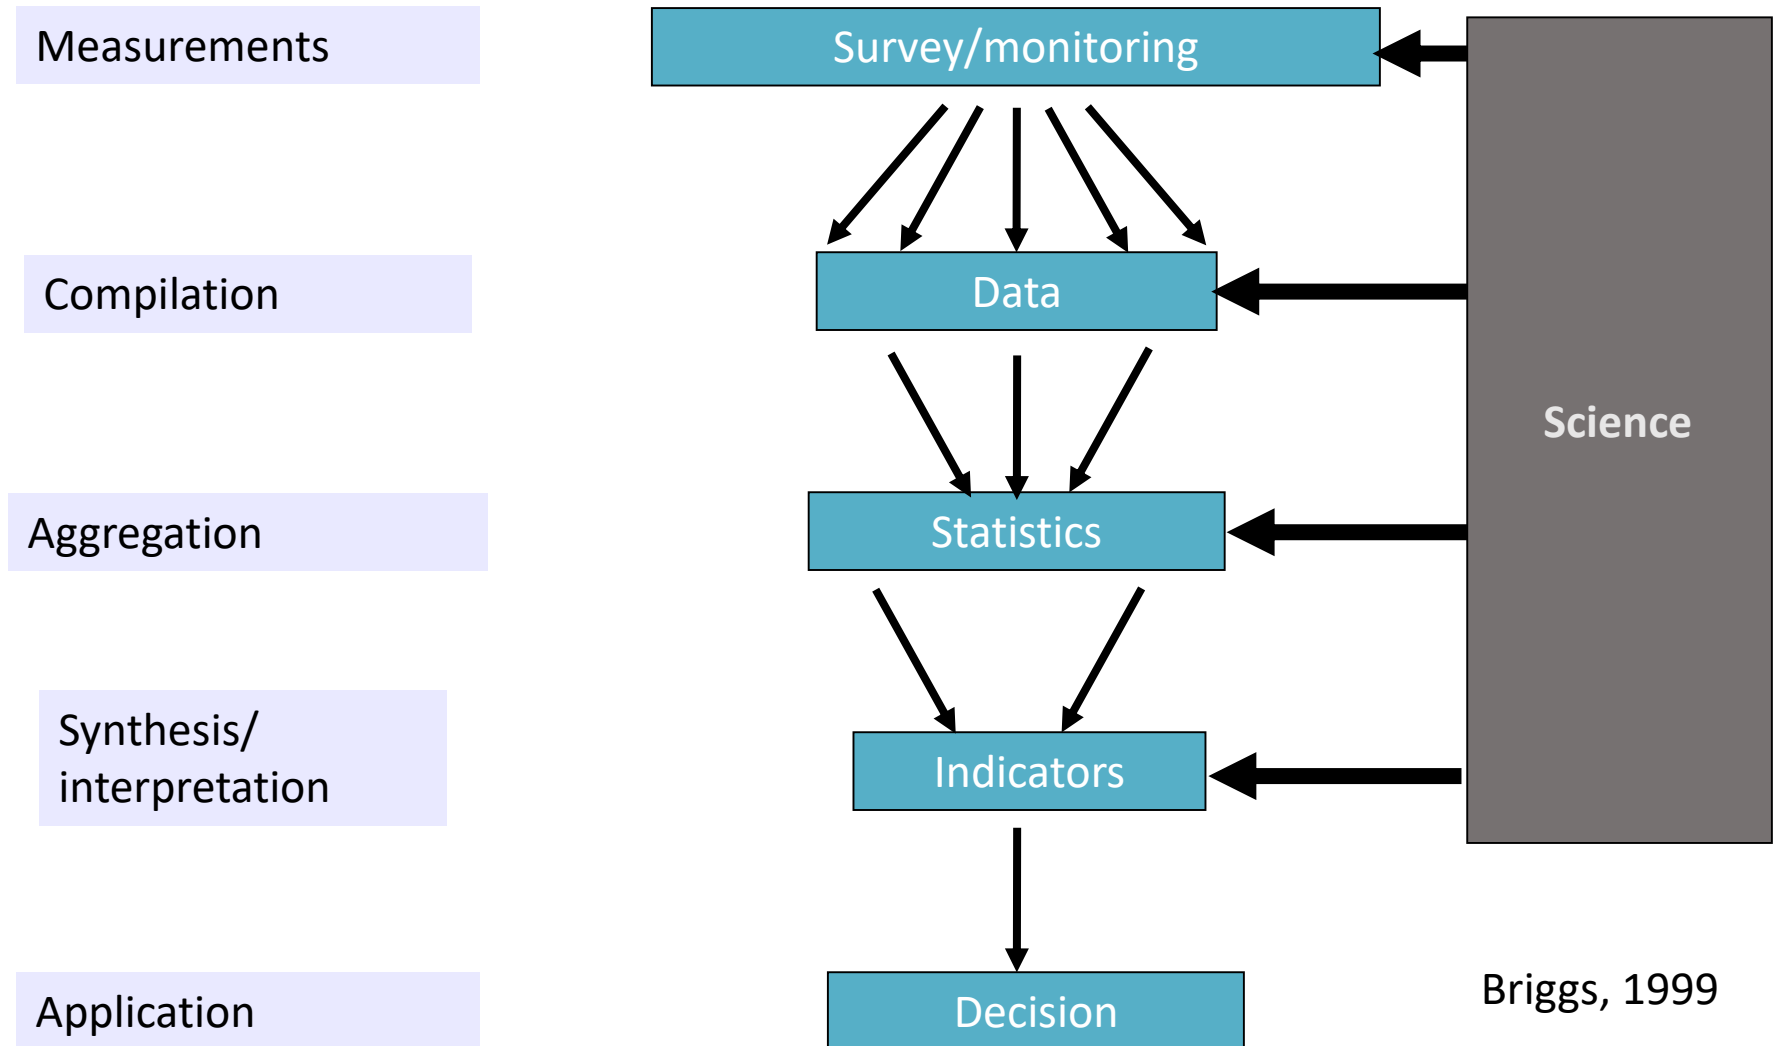 Measurements
Survey/monitoring
Compilation
Data
Science
Aggregation
Statistics
Synthesis/
interpretation
Indicators
Application
Decision
Briggs, 1999